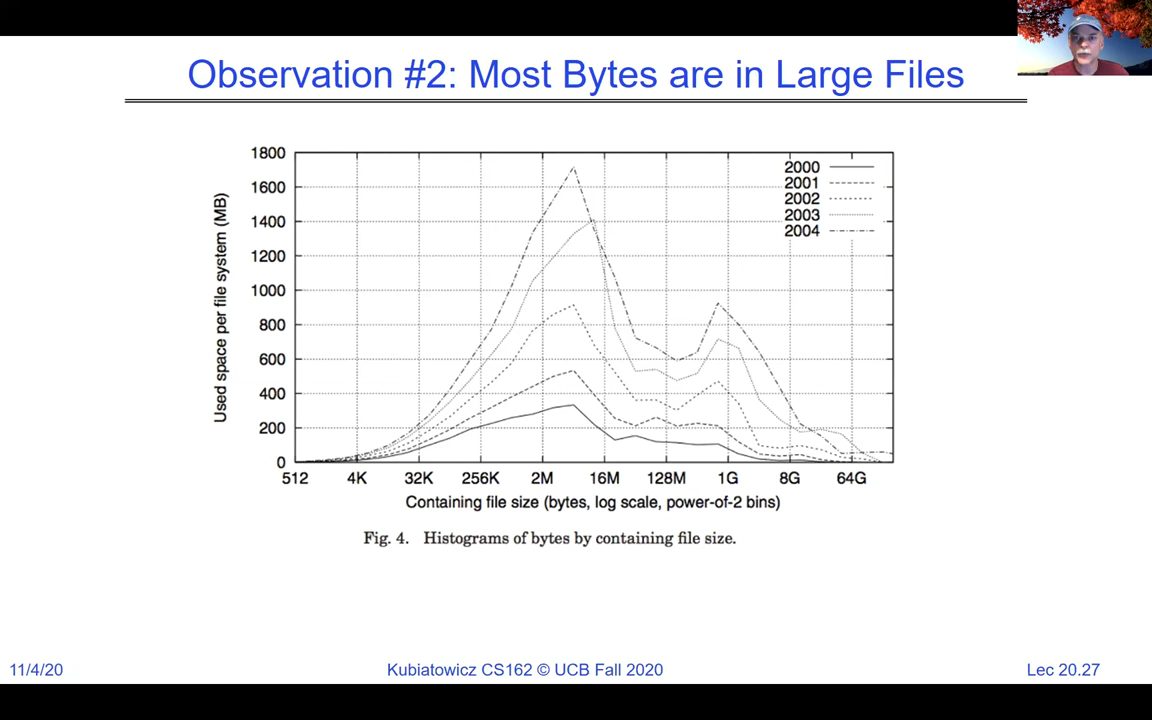 Observation #2: Most Bytes are in Large Files
1800
1600
1400
1200
1000
800
600
400
200
0
Used space per file system (MB)
2000
2001
2002
2003
2004
512 4K 32K 256K 2M 16M 128M 1G 8G 64G
Containing file size (bytes, log scale, power-of-2 bins)
Fig. 4. Histograms of bytes by containing file size.
11/4/20 Kubiatowicz CS162 © UCB Fall 2020 Lec 20.27